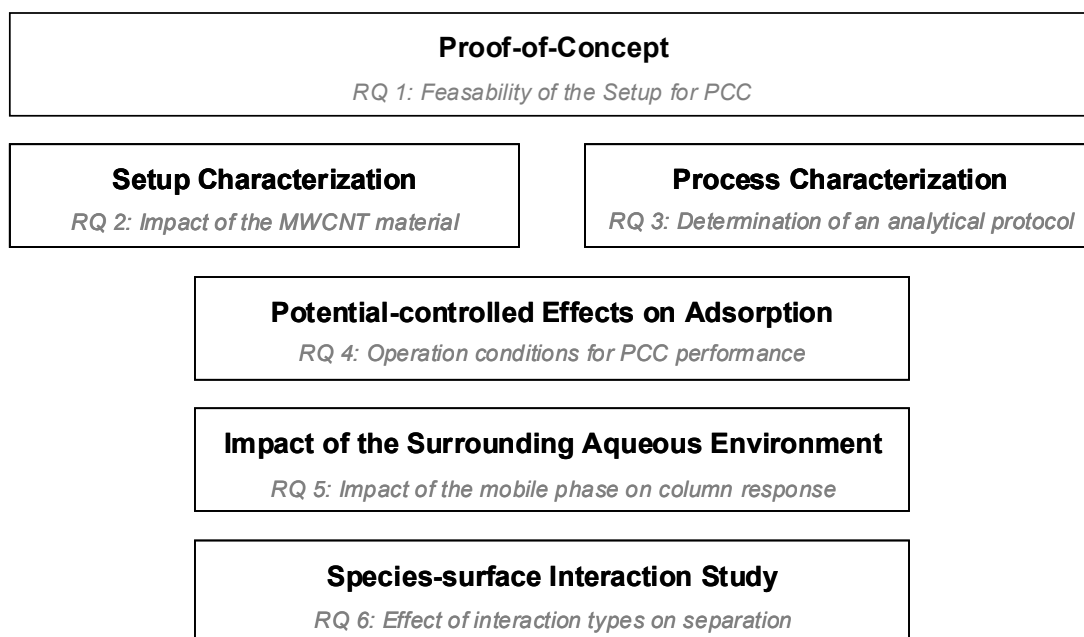 Proof-of-Concept
RQ 1: Feasability of the Setup for PCC
Setup Characterization
RQ 2: Impact of the MWCNT material
Process Characterization
RQ 3: Determination of an analytical protocol
Potential-controlled Effects on Adsorption
RQ 4: Operation conditions for PCC performance
Impact of the Surrounding Aqueous Environment
RQ 5: Impact of the mobile phase on column response
Species-surface Interaction Study
RQ 6: Effect of interaction types on separation